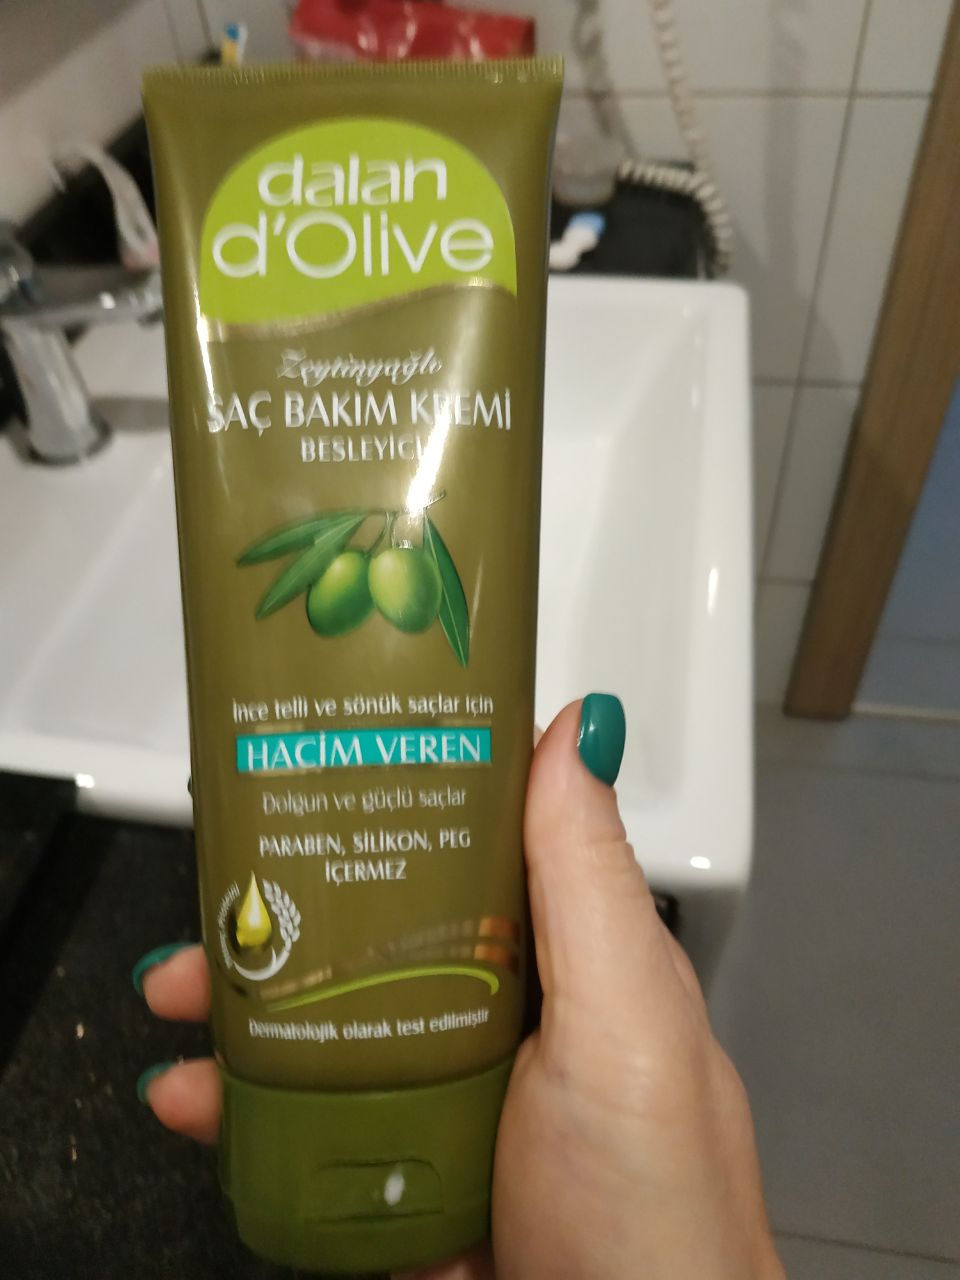 dalan
d'Olive
Zeytinyağlı
SAÇ BAKIM KREMİ
BESLEYİCİ
İnce telli ve sönük saçlar için
HACİM VEREN
Dolgun ve güçlü saçlar
PARABEN, SİLİKON, PEG
İÇERMEZ
Dermatolojik olarak test edilmiştir